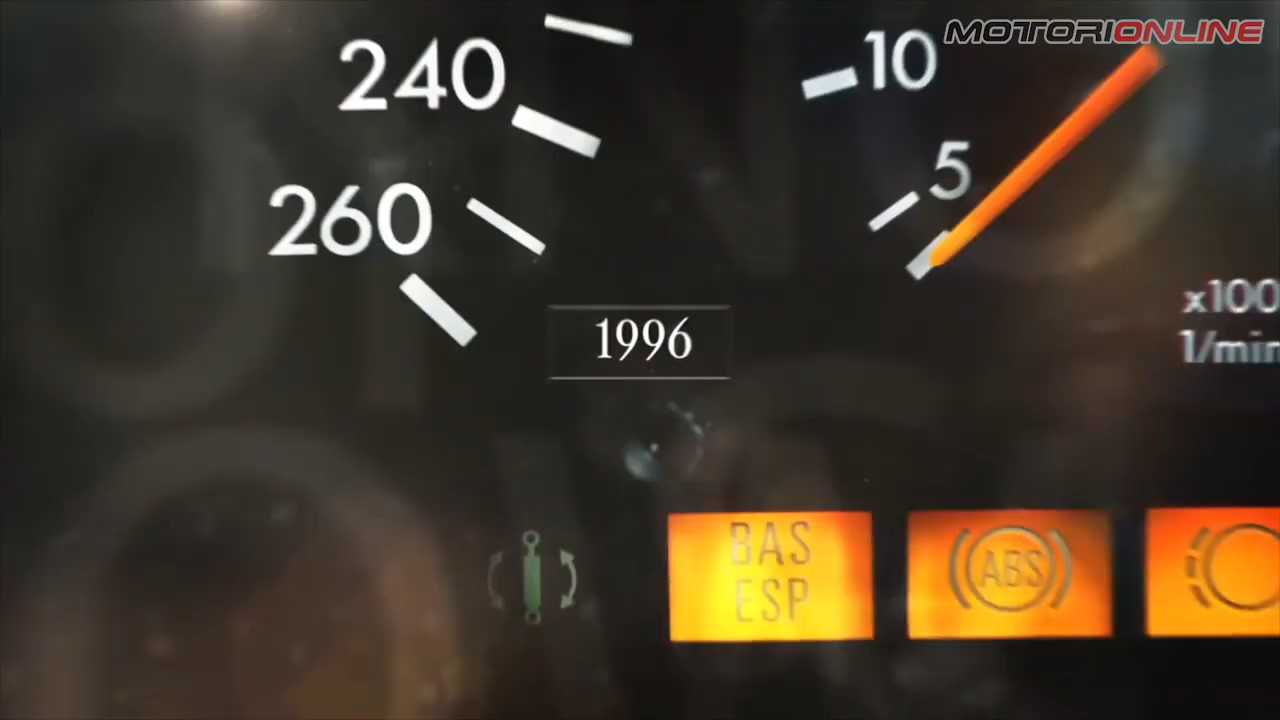 MOTORIONLINE
240
10
5
260
x100
1/min
1996
BAS
ESP
ABS